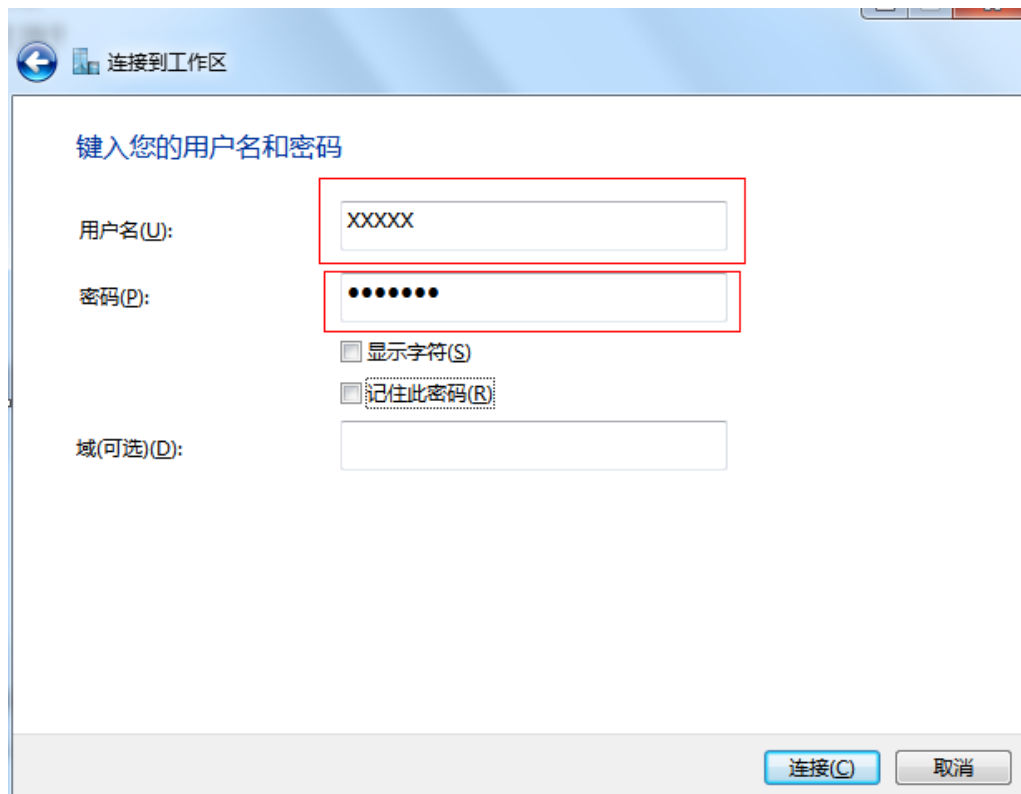 连接到工作区
键入您的用户名和密码
用户名(U):
XXXXX
密码(P):
•••••••
显示字符(S)
记住此密码(R)
域(可选)(D):
连接(C)
取消